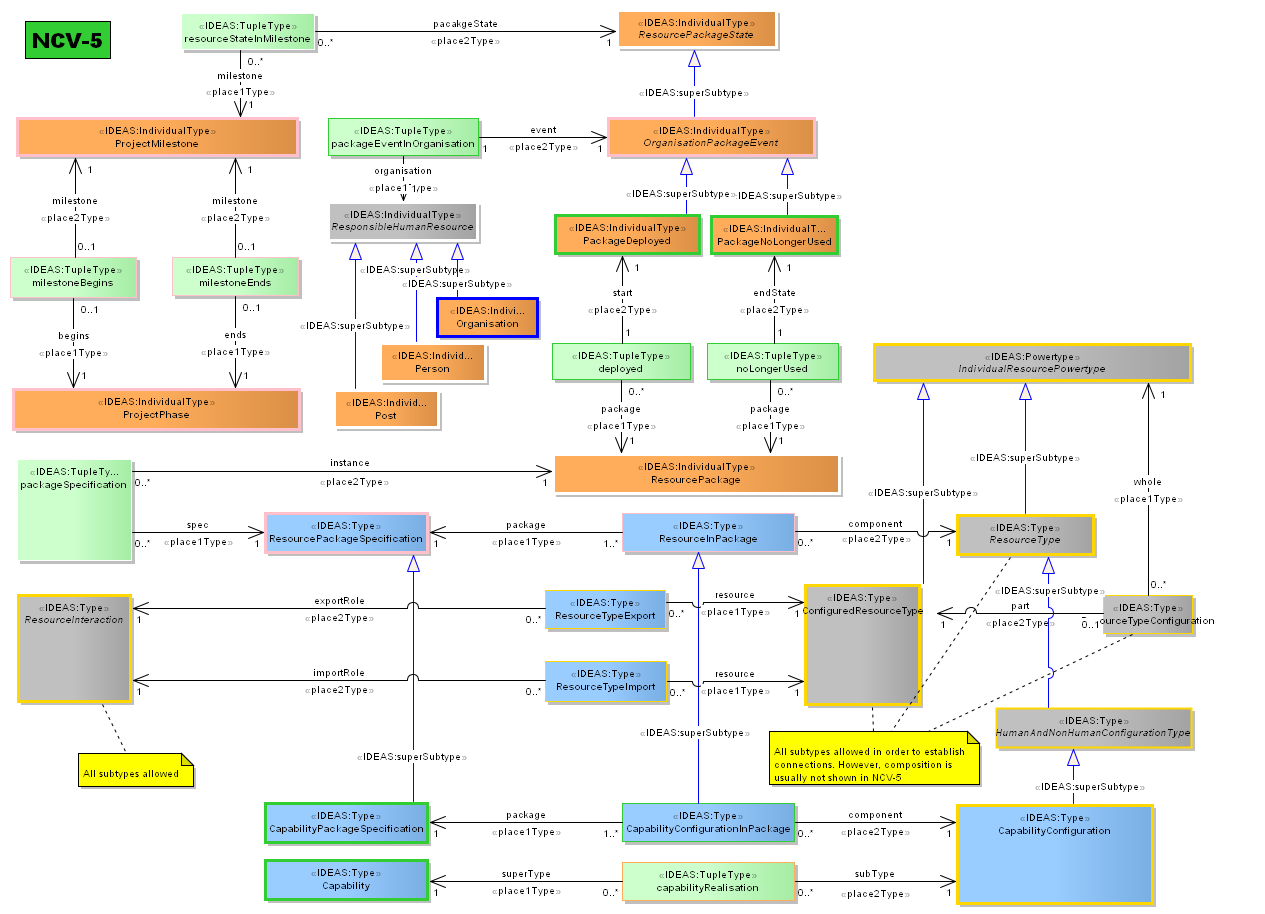 NCV-5
«IDEAS:TupleType»
resourceStateInMilestone
0..*
pacakgeState
«place2Type»
1
«IDEAS:IndividualType»
ResourcePackageState
0..*
milestone
«place1Type»
1
«IDEAS:superSubtype»
«IDEAS:IndividualType»
ProjectMilestone
«IDEAS:TupleType»
packageEventInOrganisation
1
event
«place2Type»
1
«IDEAS:IndividualType»
OrganisationPackageEvent
1
milestone
«place2Type»
0..1
1
milestone
«place2Type»
0..1
organisation
«place1Type»
1
«IDEAS:IndividualType»
ResponsibleHumanResource
«IDEAS:superSubtype»
«IDEAS:superSubtype»
«IDEAS:IndividualType»
PackageDeployed
«IDEAS:IndividualT...
PackageNoLongerUsed
«IDEAS:TupleType»
milestoneBegins
«IDEAS:TupleType»
milestoneEnds
«IDEAS:superSubtype»
«IDEAS:superSubtype»
«IDEAS:superSubtype»
«IDEAS:Indivi...
Organisation
«IDEAS:Individ...
Person
«IDEAS:Individ...
Post
0..1
begins
«place1Type»
1
0..1
ends
«place1Type»
1
«IDEAS:IndividualType»
ProjectPhase
1
start
«place2Type»
1
1
endState
«place2Type»
1
«IDEAS:TupleType»
deployed
«IDEAS:TupleType»
noLongerUsed
0..*
package
«place1Type»
1
0..*
package
«place1Type»
1
«IDEAS:Powertype»
IndividualResourcePowertype
«IDEAS:superSubtype»
«IDEAS:superSubtype»
1
whole
«place1Type»
0..*
«IDEAS:TupleTy...
packageSpecification
0..*
instance
«place2Type»
1
«IDEAS:IndividualType»
ResourcePackage
0..*
spec
«place1Type»
1
«IDEAS:Type»
ResourcePackageSpecification
1
package
«place1Type»
1..*
«IDEAS:Type»
ResourceInPackage
0..*
component
«place2Type»
1
«IDEAS:Type»
ResourceType
«IDEAS:superSubtype»
«IDEAS:Type»
ResourceInteraction
1
exportRole
«place2Type»
0..*
«IDEAS:Type»
ResourceTypeExport
0..*
resource
«place1Type»
1
«IDEAS:Type»
ConfiguredResourceType
1
part
«place2Type»
0..1
«IDEAS:Type»
ourceTypeConfiguration
1
importRole
«place2Type»
0..*
«IDEAS:Type»
ResourceTypeImport
0..*
resource
«place1Type»
1
«IDEAS:Type»
HumanAndNonHumanConfigurationType
All subtypes allowed
All subtypes allowed in order to establish
connections. However, composition is
usually not shown in NCV-5
«IDEAS:superSubtype»
«IDEAS:superSubtype»
«IDEAS:superSubtype»
«IDEAS:Type»
CapabilityPackageSpecification
1
package
«place1Type»
1..*
«IDEAS:Type»
CapabilityConfigurationInPackage
0..*
component
«place2Type»
1
«IDEAS:Type»
CapabilityConfiguration
«IDEAS:Type»
Capability
1
superType
«place1Type»
0..*
«IDEAS:TupleType»
capabilityRealisation
0..*
subType
«place2Type»
1